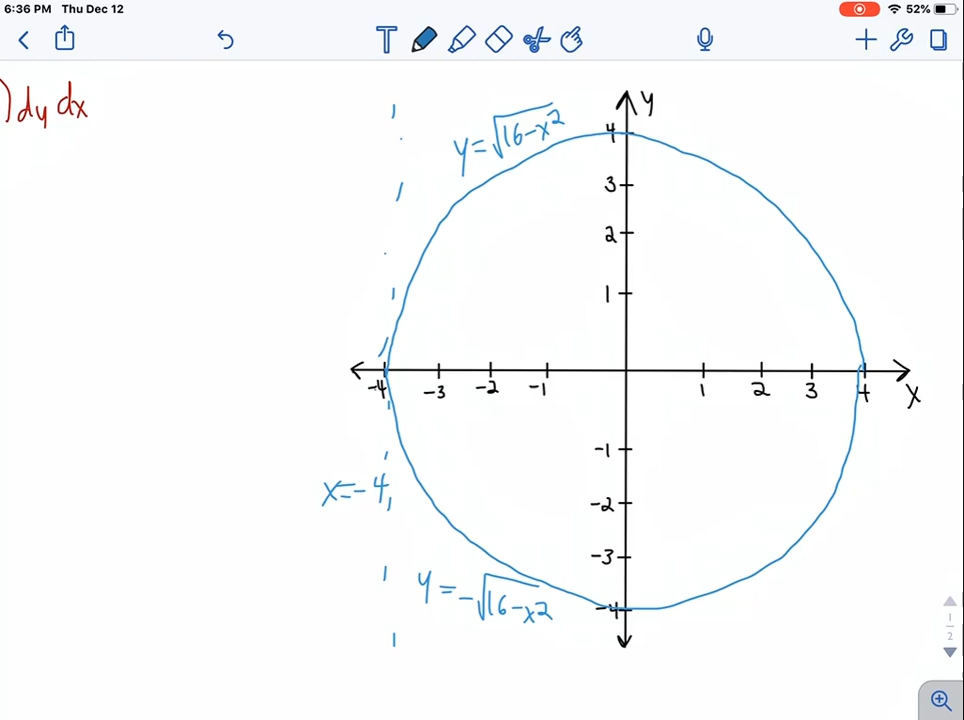 6:36 PM Thu Dec 12
52%
T
) dy dx
y
y = √16-x²
4
3
2
1
-4 -3 -2 -1 1 2 3 4
x
-1
x = -4
-2
-3
y = -√16-x²
-4
1
2